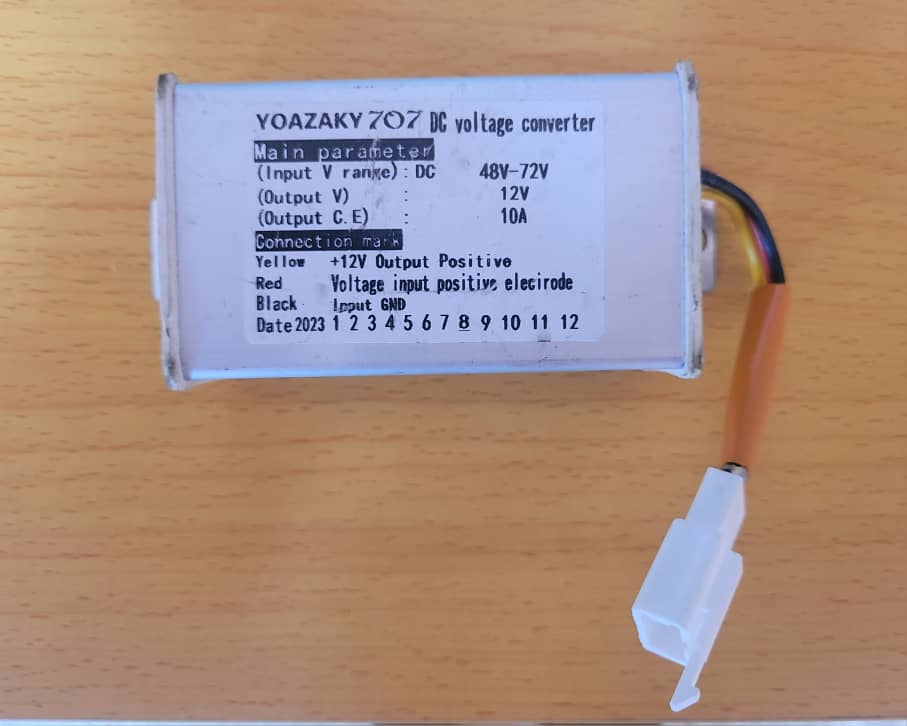 YOAZAKY 707 DC voltage converter
Main parameter
(Input V range) : DC 48V-72V
(Output V) : 12V
(Output C.E) : 10A
Connection mark
Yellow +12V Output Positive
Red Voltage input positive elecirode
Black Input GND
Date 2023 1 2 3 4 5 6 7 8 9 10 11 12